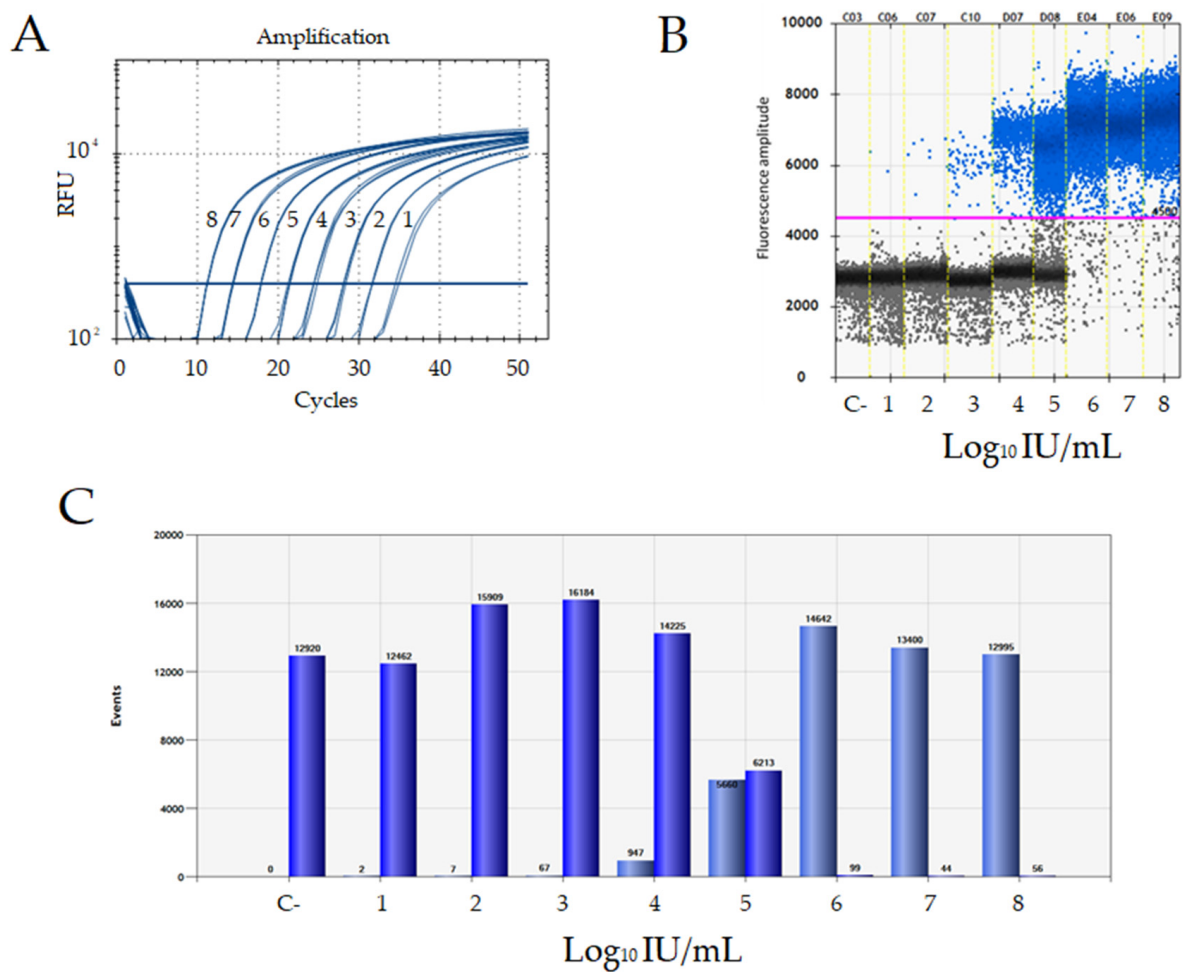 A
Amplification
RFU
10⁴
10²
8 7 6 5 4 3 2 1
0 10 20 30 40 50
Cycles
B
C03 C06 C07 C10 D07 D08 E04 E06 E09
Fluorescence amplitude
10000
8000
6000
4000
2000
0
4500
C- 1 2 3 4 5 6 7 8
Log₁₀ IU/mL
C
Events
20000
16000
12000
8000
4000
0
0 12920 2 12462 7 15909 67 16184 947 14225 5660 6213 14642 99 13400 44 12995 56
C- 1 2 3 4 5 6 7 8
Log₁₀ IU/mL